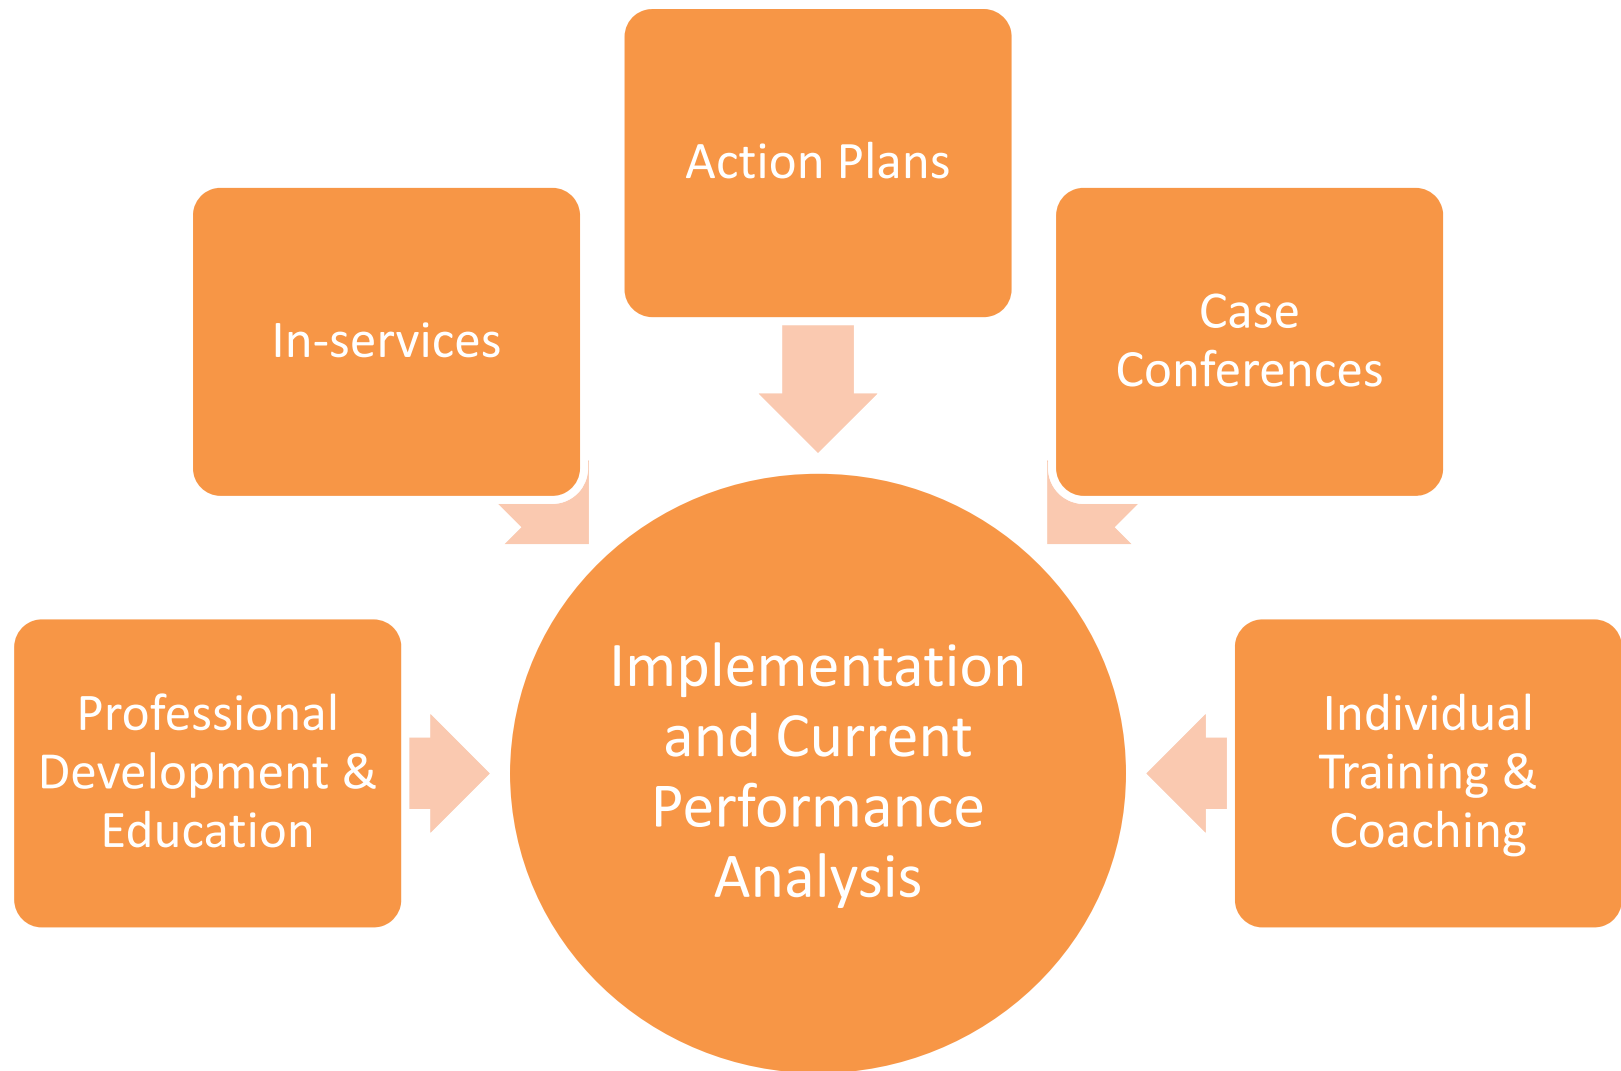 Action Plans
In-services
Case
Conferences
Professional
Development &
Education
Implementation
and Current
Performance
Analysis
Individual
Training &
Coaching